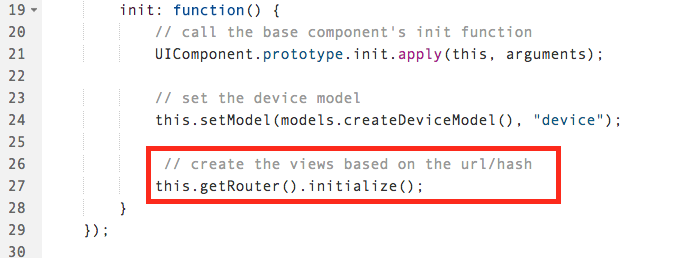 19 init: function() {
20 // call the base component's init function
21 UIComponent.prototype.init.apply(this, arguments);
22
23 // set the device model
24 this.setModel(models.createDeviceModel(), "device");
25
26 // create the views based on the url/hash
27 this.getRouter().initialize();
28 }
29 });
30